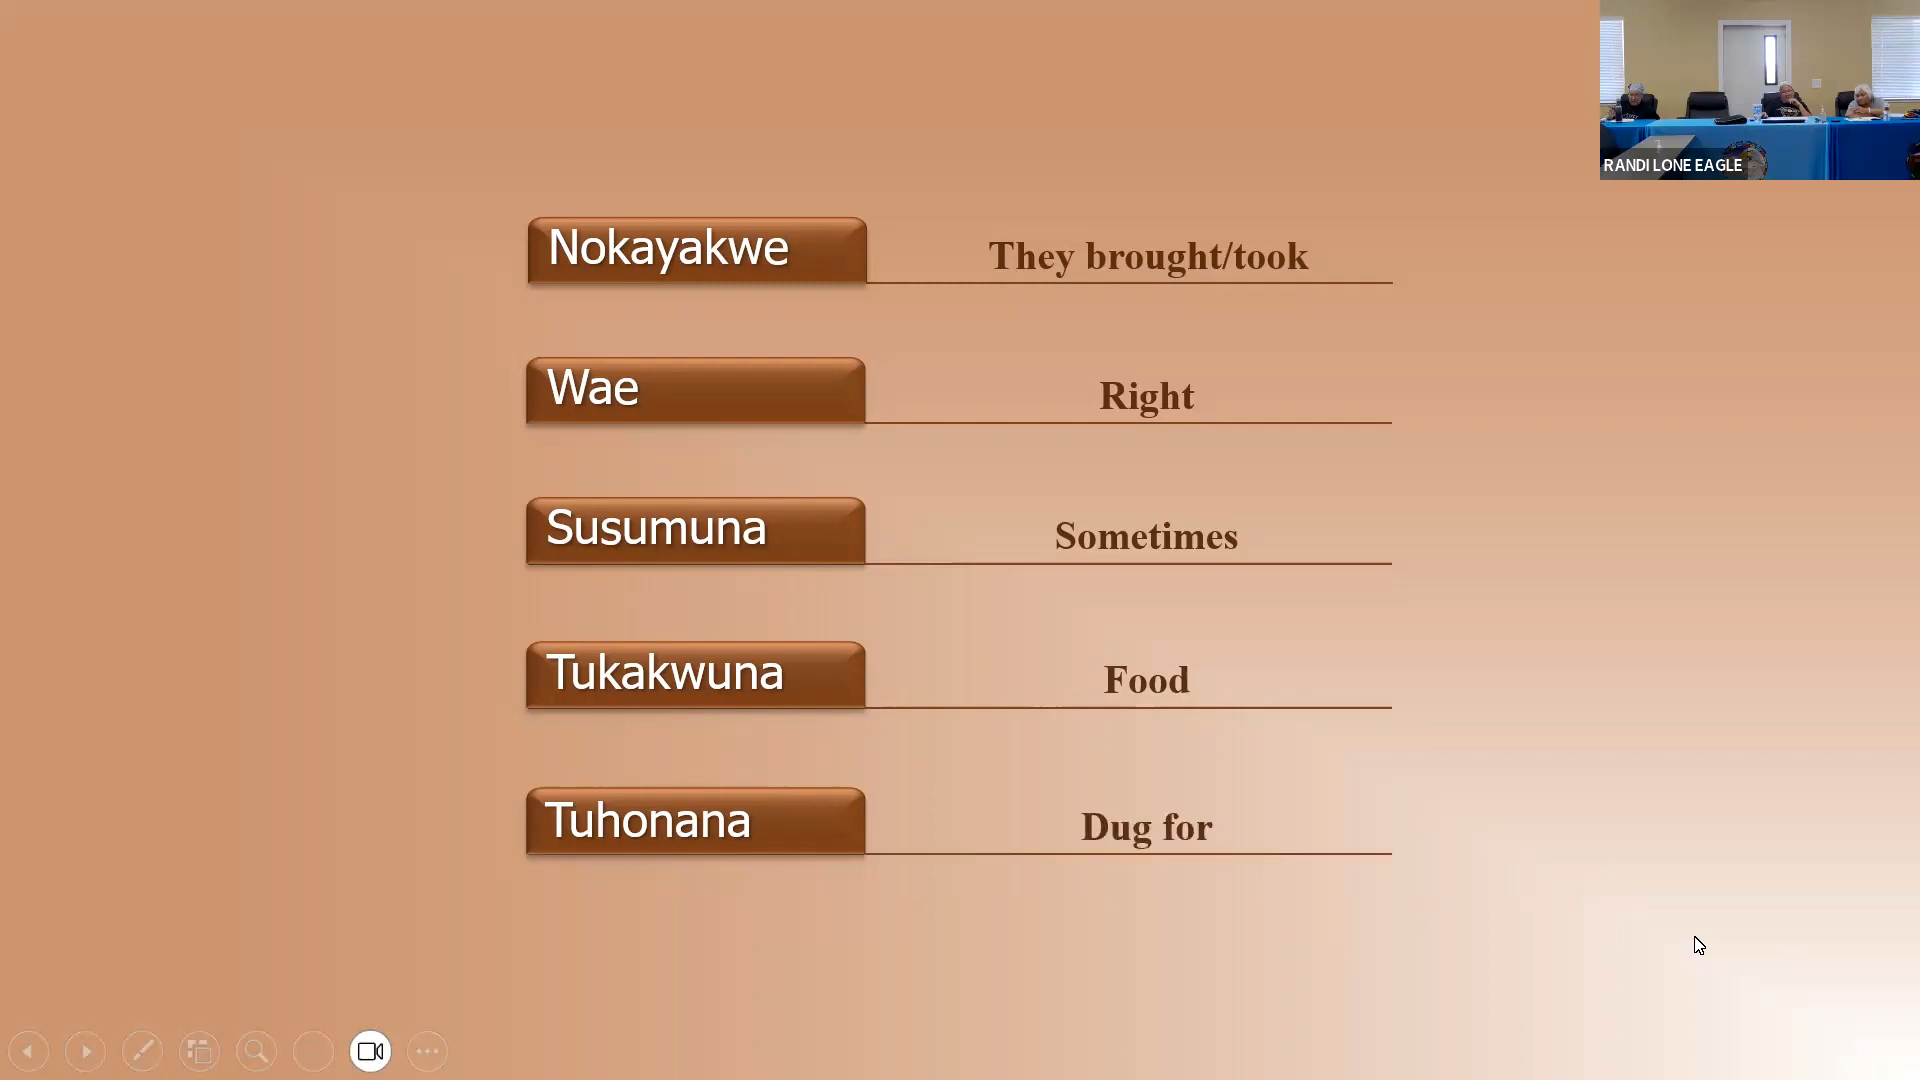 RANDI LONE EAGLE
Nokayakwe
They brought/took
Wae
Right
Susumuna
Sometimes
Tukakwuna
Food
Tuhonana
Dug for